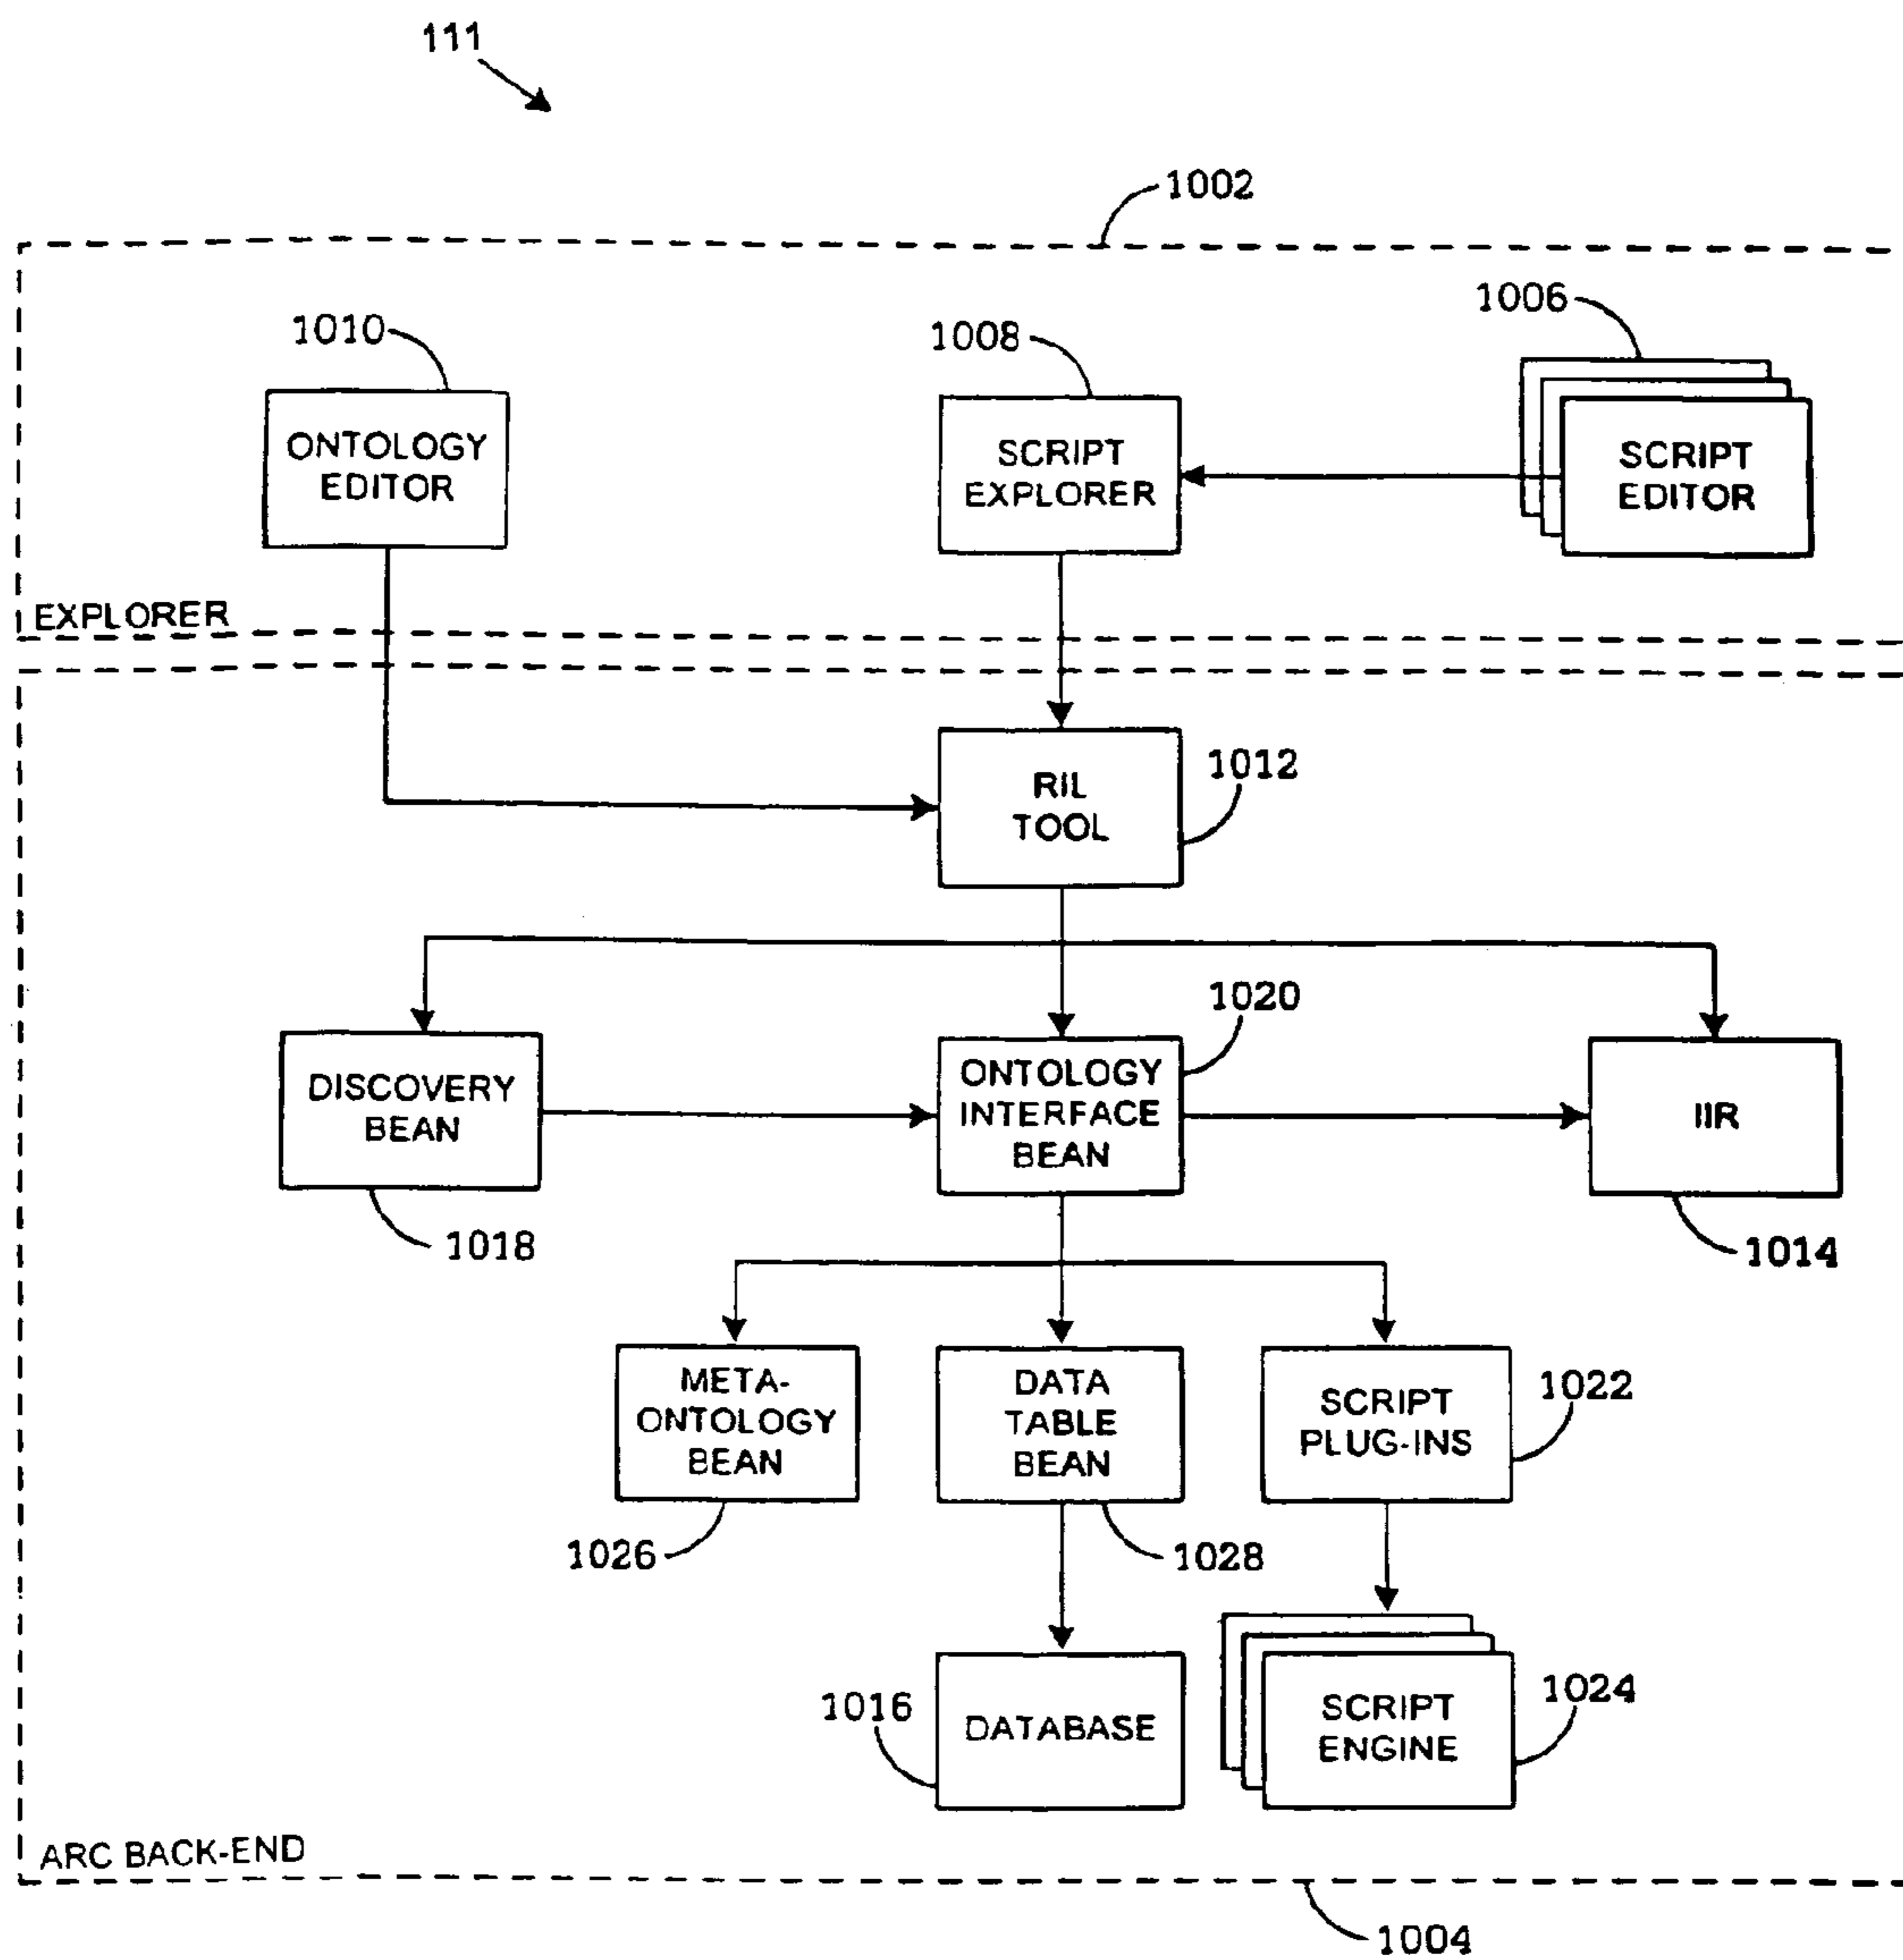 111
1002
1010
1008
1006
ONTOLOGY
EDITOR
SCRIPT
EXPLORER
SCRIPT
EDITOR
EXPLORER
RIL
TOOL
1012
1020
DISCOVERY
BEAN
ONTOLOGY
INTERFACE
BEAN
IIR
1018
1014
META-
ONTOLOGY
BEAN
DATA
TABLE
BEAN
SCRIPT
PLUG-INS
1022
1026
1028
1016
DATABASE
SCRIPT
ENGINE
1024
ARC BACK-END
1004